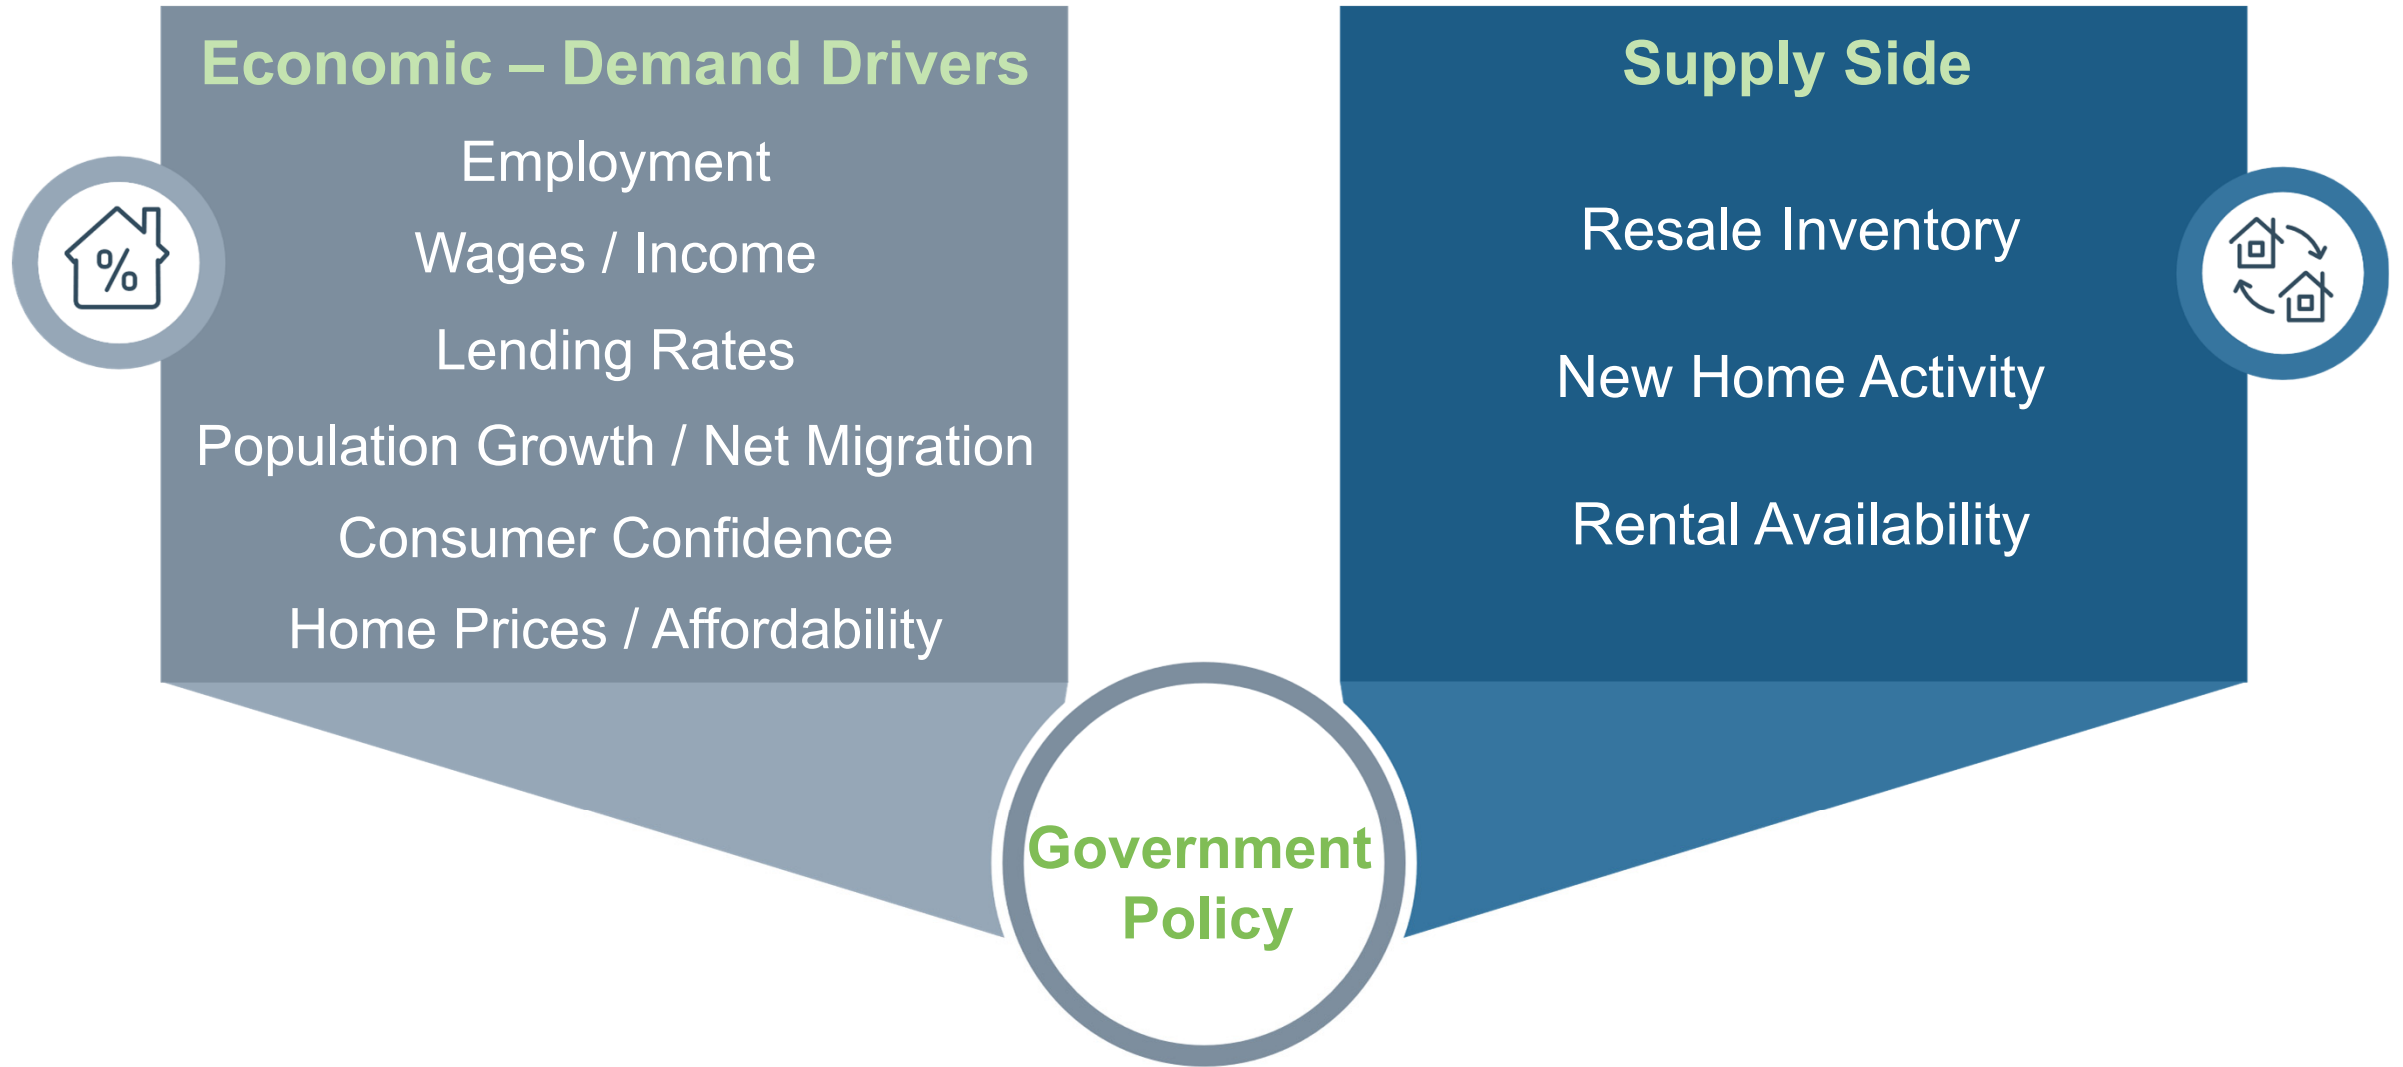 Economic – Demand Drivers
Employment
Wages / Income
Lending Rates
Population Growth / Net Migration
Consumer Confidence
Home Prices / Affordability
%
Supply Side
Resale Inventory
New Home Activity
Rental Availability
Government
Policy